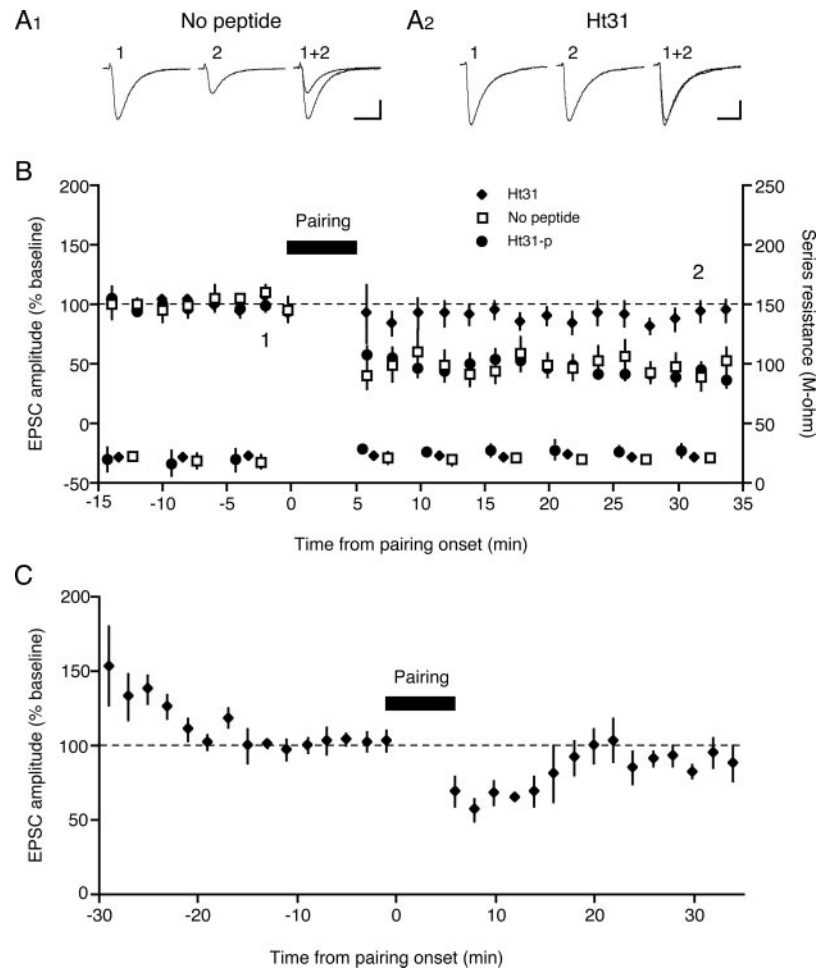 A1 No peptide
1 2 1+2
A2 Ht31
1 2 1+2
B
EPSC amplitude (% baseline)
200
150
100
50
0
-50
Pairing
Ht31
No peptide
Ht31-p
1
2
250
200
150
100
50
0
Series resistance
(M-ohm)
-15 -10 -5 0 5 10 15 20 25 30 35
Time from pairing onset (min)
C
EPSC amplitude (% baseline)
200
150
100
50
0
Pairing
-30 -20 -10 0 10 20 30
Time from pairing onset (min)